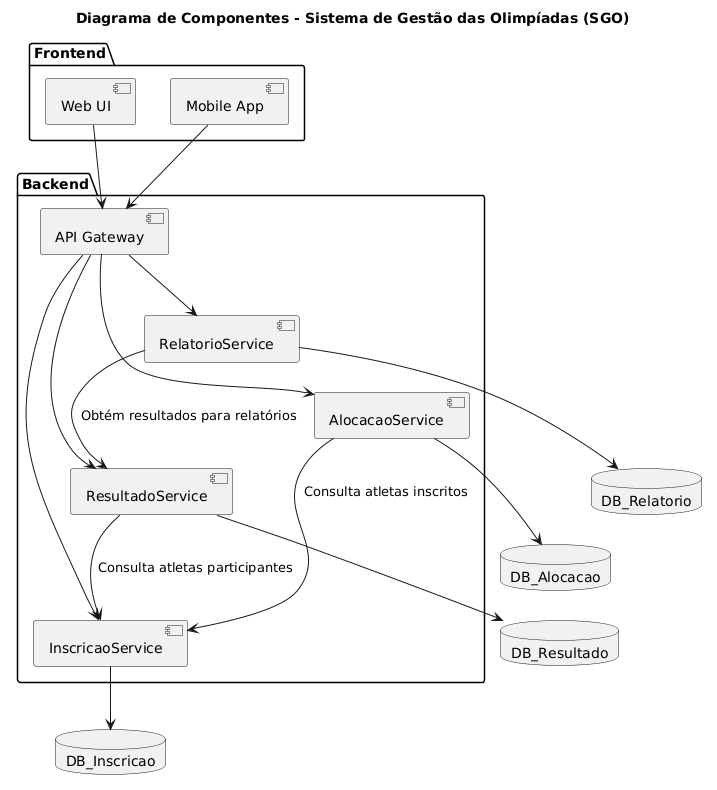 Diagrama de Componentes - Sistema de Gestão das Olimpíadas (SGO)
Frontend
Web UI
Mobile App
Backend
API Gateway
RelatorioService
Obtém resultados para relatórios
AlocacaoService
ResultadoService
Consulta atletas inscritos
DB_Relatorio
Consulta atletas participantes
DB_Alocacao
InscricaoService
DB_Resultado
DB_Inscricao